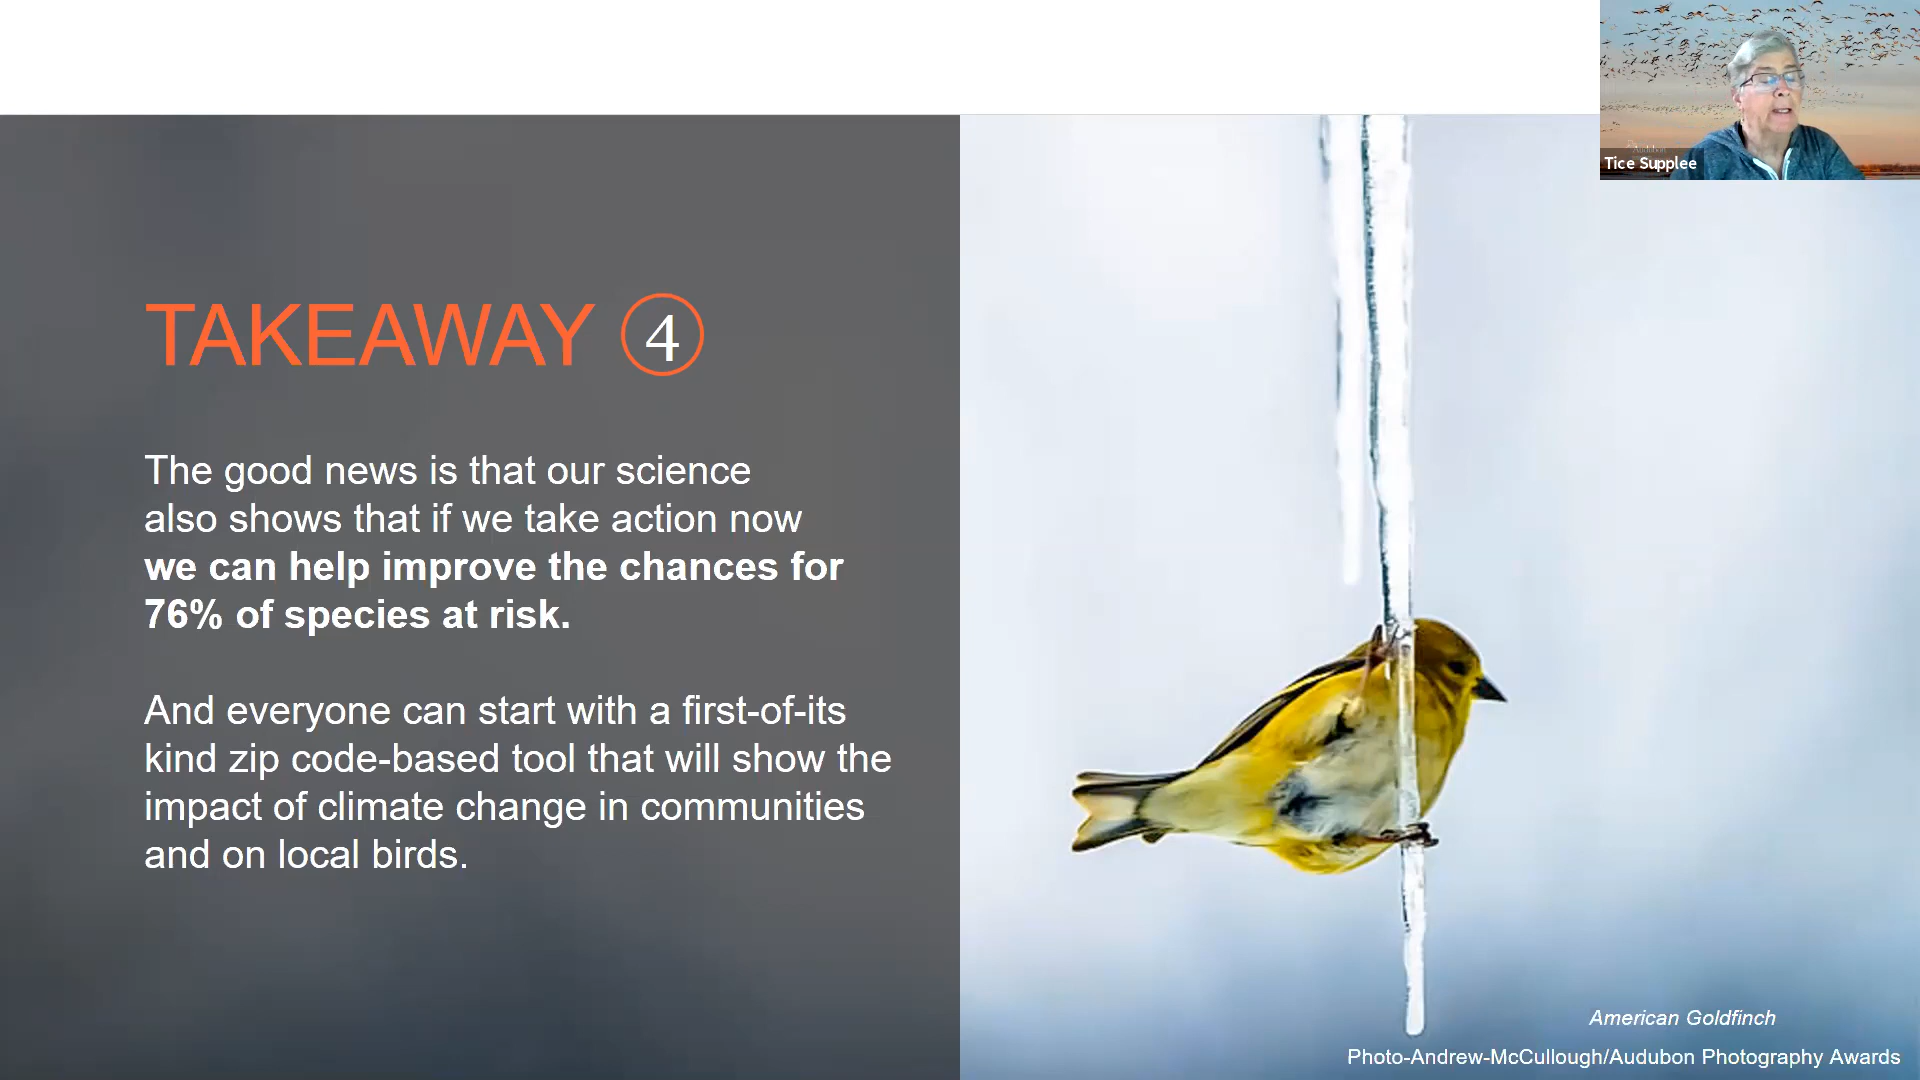 Audubon
Tice Supplee
TAKEAWAY 4
The good news is that our science
also shows that if we take action now
we can help improve the chances for
76% of species at risk.
And everyone can start with a first-of-its
kind zip code-based tool that will show the
impact of climate change in communities
and on local birds.
American Goldfinch
Photo-Andrew-McCullough/Audubon Photography Awards